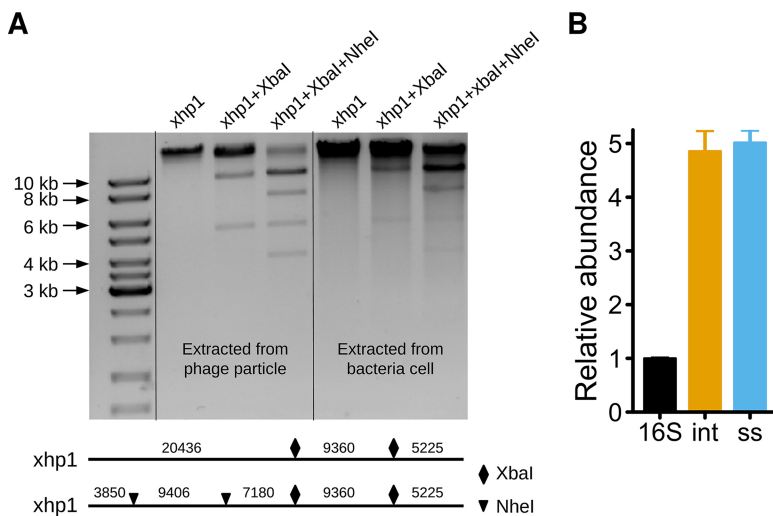 A
B
xhp1
xhp1+XbaI
xhp1+XbaI+NheI
xhp1
xhp1+XbaI
xhp1+xbaI+NheI
10 kb
8 kb
6 kb
4 kb
3 kb
Extracted from
phage particle
Extracted from
bacteria cell
xhp1
20436 9360 5225
xhp1
3850 9406 7180 9360 5225
XbaI
NheI
Relative abundance
5
4
3
2
1
0
16S int ss